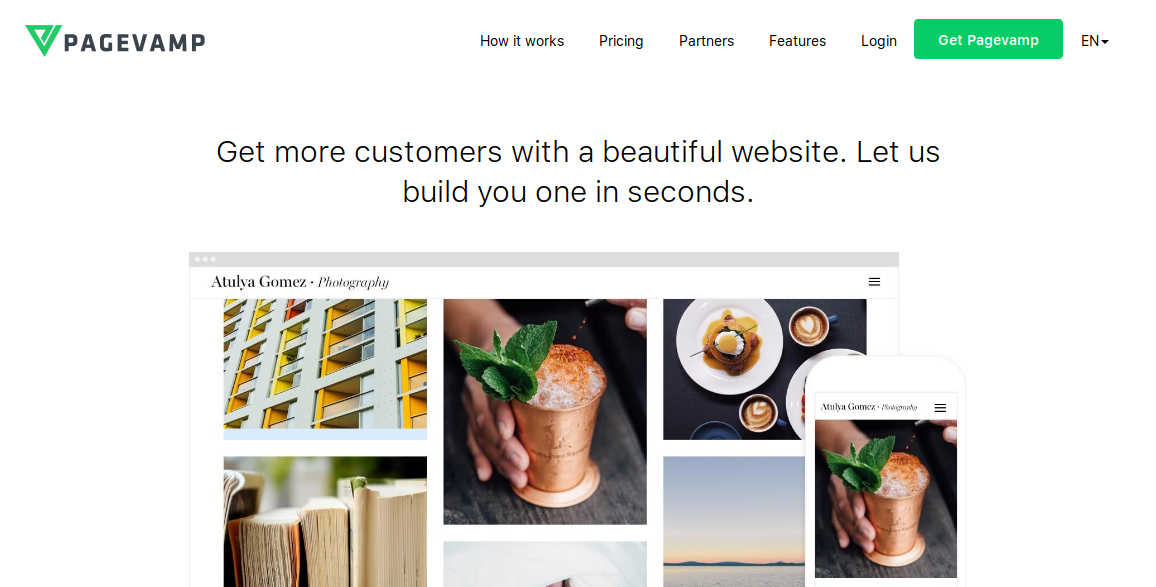 PAGEVAMP
How it works Pricing Partners Features Login Get Pagevamp EN
Get more customers with a beautiful website. Let us
build you one in seconds.
Atulya Gomez · Photography
Atulya Gomez · Photography